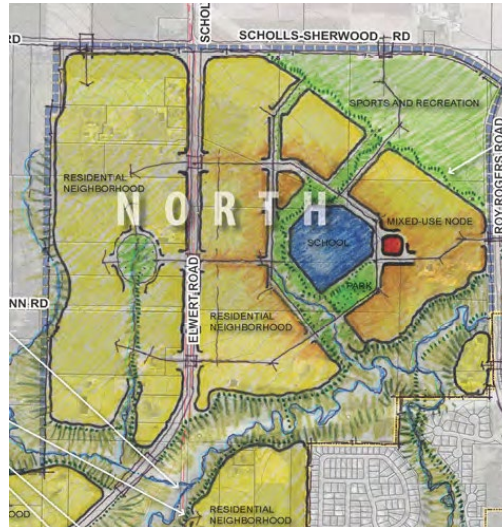 SCHOLLS-SHERWOOD RD
RD
SCHOL
SPORTS AND RECREATION
RESIDENTIAL
NEIGHBORHOOD
NORTH
ROY ROGERS ROAD
MIXED-USE NODE
SCHOOL
PARK
ELWERT ROAD
NN RD
RESIDENTIAL
NEIGHBORHOOD
RESIDENTIAL
NEIGHBORHOOD
OOD